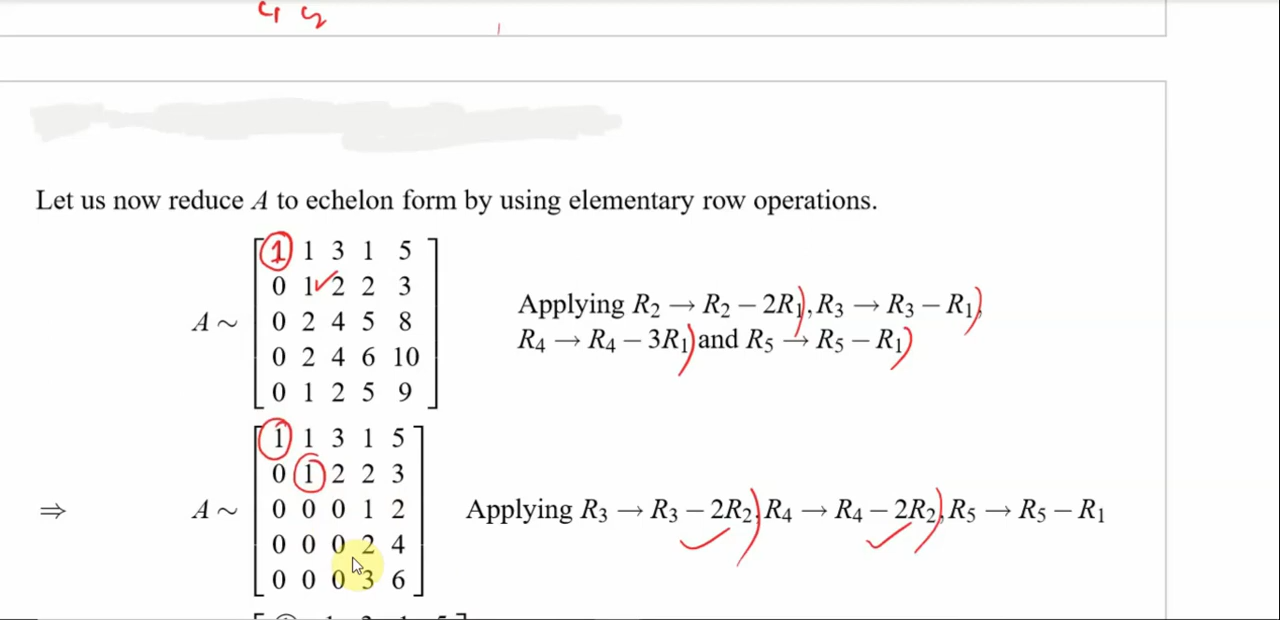 Let us now reduce A to echelon form by using elementary row operations.
1 1 3 1 5
0 1 2 2 3
A ~ 0 2 4 5 8
0 2 4 6 10
0 1 2 5 9
Applying R₂ → R₂ − 2R₁, R₃ → R₃ − R₁,
R₄ → R₄ − 3R₁ and R₅ → R₅ − R₁
1 1 3 1 5
0 1 2 2 3
⇒ A ~ 0 0 0 1 2
0 0 0 2 4
0 0 0 3 6
Applying R₃ → R₃ − 2R₂, R₄ → R₄ − 2R₂, R₅ → R₅ − R₁